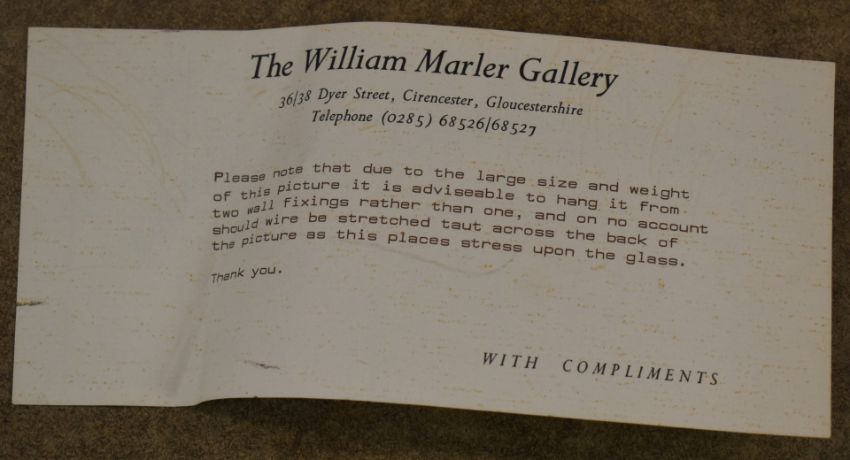 The William Marler Gallery
36/38 Dyer Street, Cirencester, Gloucestershire
Telephone (0285) 68526/68527
Please note that due to the large size and weight
of this picture it is adviseable to hang it from
two wall fixings rather than one, and on no account
should wire be stretched taut across the back of
the picture as this places stress upon the glass.
Thank you.
WITH COMPLIMENTS